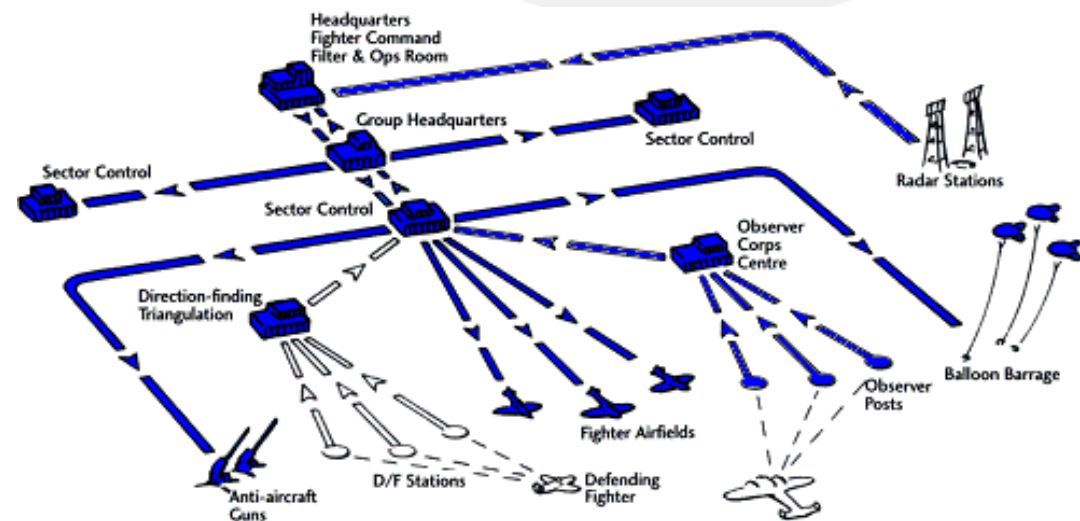 Headquarters
Fighter Command
Filter & Ops Room
Group Headquarters
Sector Control
Sector Control
Radar Stations
Sector Control
Observer
Corps
Centre
Direction-finding
Triangulation
Balloon Barrage
Observer
Posts
Fighter Airfields
D/F Stations
Defending
Fighter
Anti-aircraft
Guns